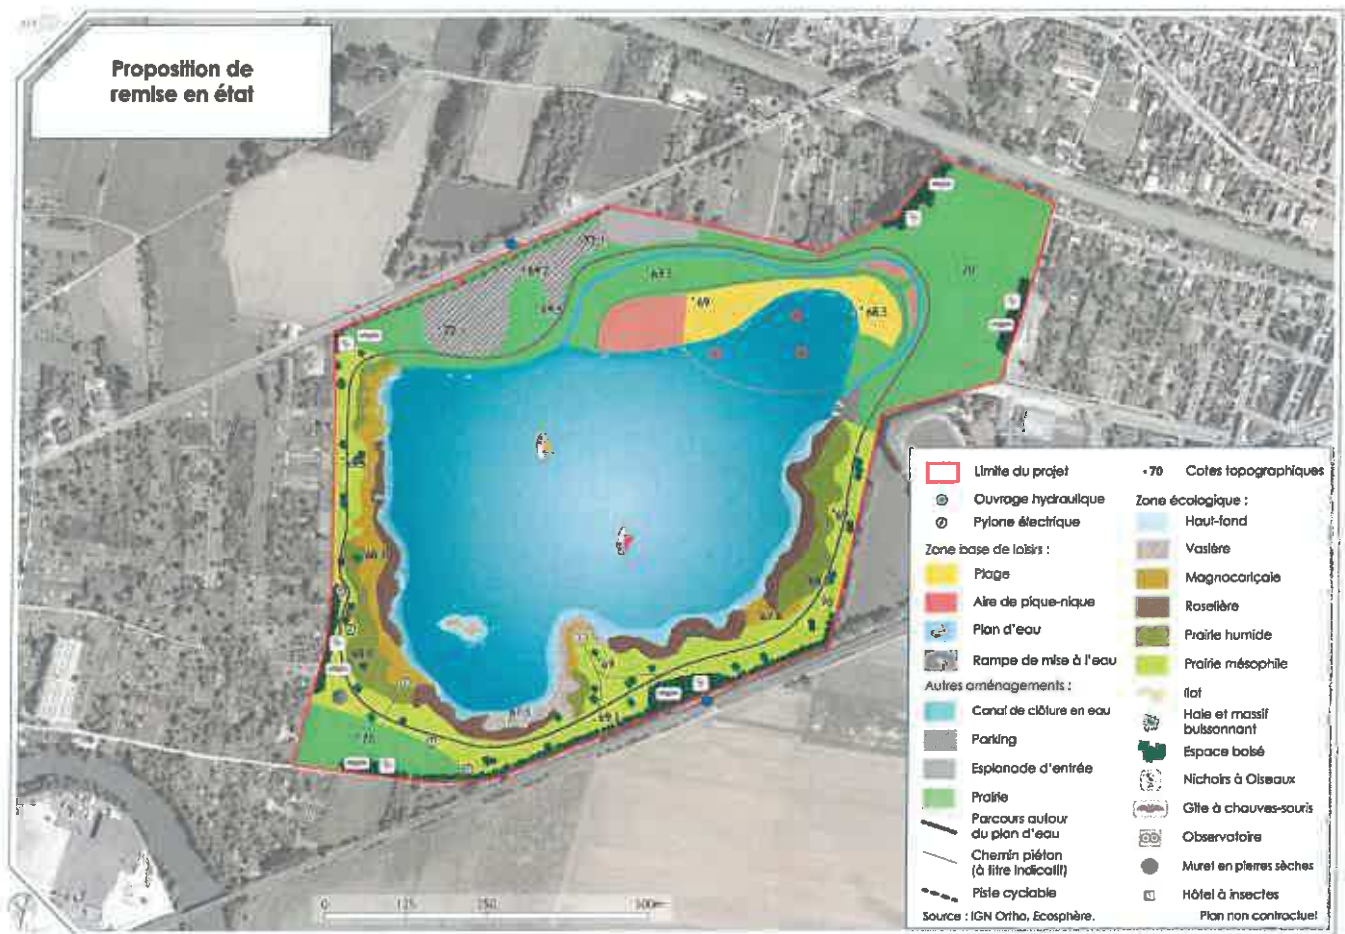 Proposition de
remise en état
69.2
69.3
69
68.3
70
Limite du projet
Ouvrage hydraulique
Pylone électrique
Zone base de loisirs :
Plage
Aire de pique-nique
Plan d'eau
Rampe de mise à l'eau
Autres aménagements :
Canal de clôture en eau
Parking
Esplanade d'entrée
Prairie
Parcours autour
du plan d'eau
Chemin piéton
(à titre indicatif)
Piste cyclable
Source : IGN Ortho, Ecosphère.
•70 Cotes topographiques
Zone écologique :
Haut-fond
Vasière
Magnocariçaie
Roselière
Prairie humide
Prairie mésophile
Ilot
Haie et massif
buissonnant
Espace boisé
Nichoirs à Oiseaux
Gîte à chauves-souris
Observatoire
Muret en pierres sèches
Hôtel à insectes
Plan non contractuel
0 125 250 500m